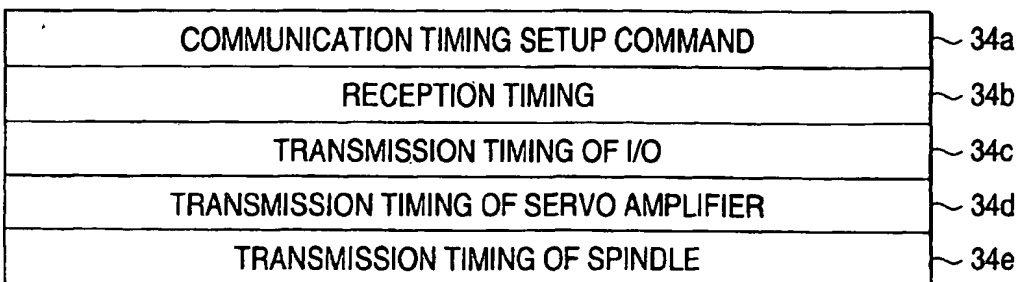 COMMUNICATION TIMING SETUP COMMAND 34a
RECEPTION TIMING 34b
TRANSMISSION TIMING OF I/O 34c
TRANSMISSION TIMING OF SERVO AMPLIFIER 34d
TRANSMISSION TIMING OF SPINDLE 34e